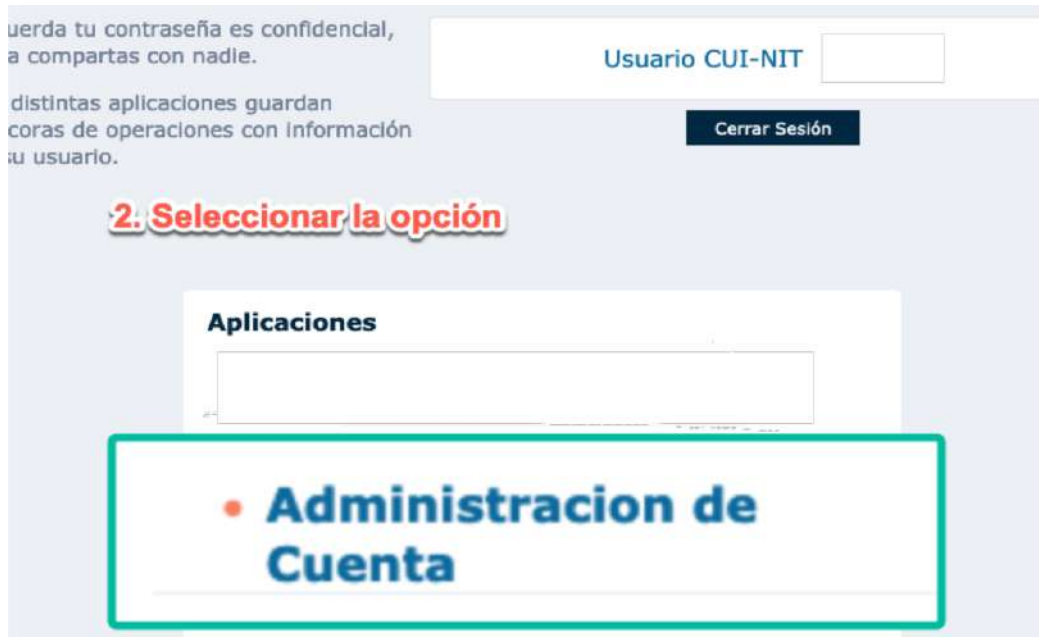 uerda tu contraseña es confidencial,
a compartas con nadie.
distintas aplicaciones guardan
coras de operaciones con información
su usuario.
Usuario CUI-NIT
Cerrar Sesión
2. Seleccionar la opción
Aplicaciones
• Administracion de
Cuenta